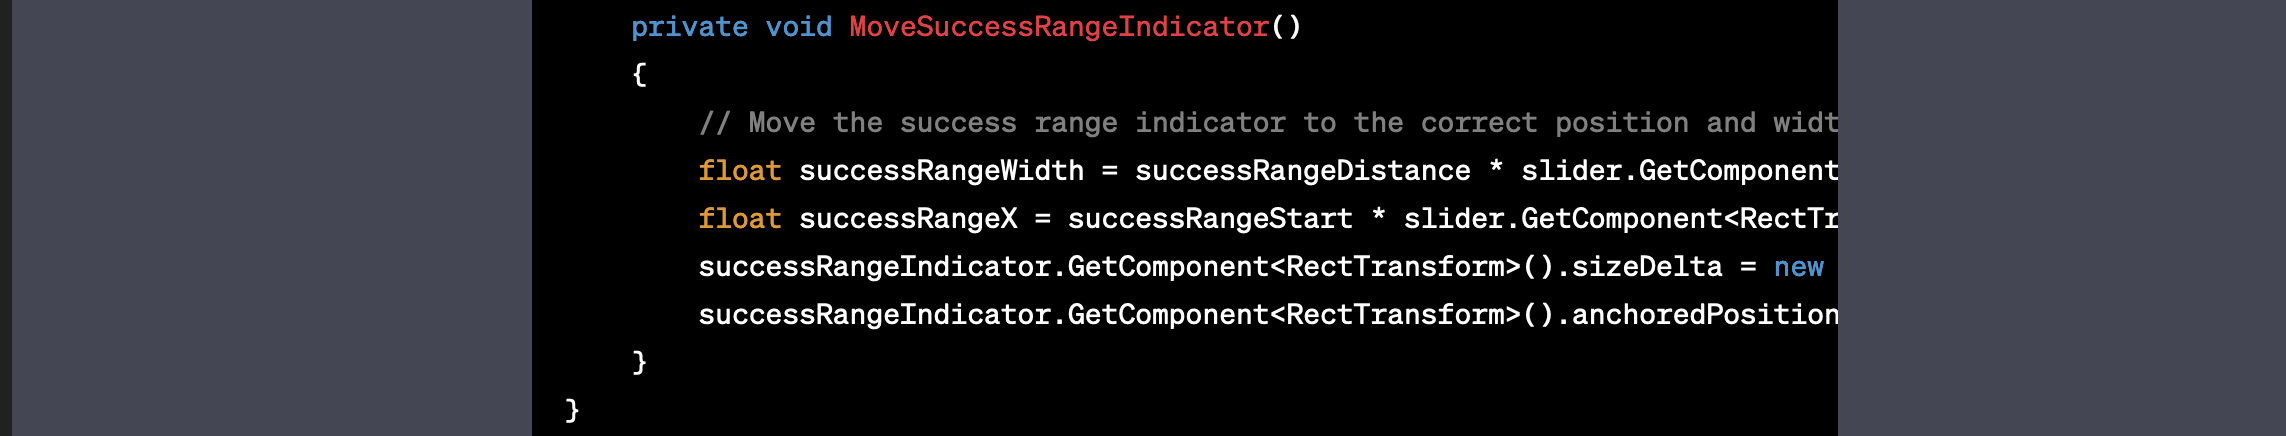 private void MoveSuccessRangeIndicator()
{
// Move the success range indicator to the correct position and widt
float successRangeWidth = successRangeDistance * slider.GetComponent
float successRangeX = successRangeStart * slider.GetComponent<RectTr
successRangeIndicator.GetComponent<RectTransform>().sizeDelta = new
successRangeIndicator.GetComponent<RectTransform>().anchoredPosition
}
}